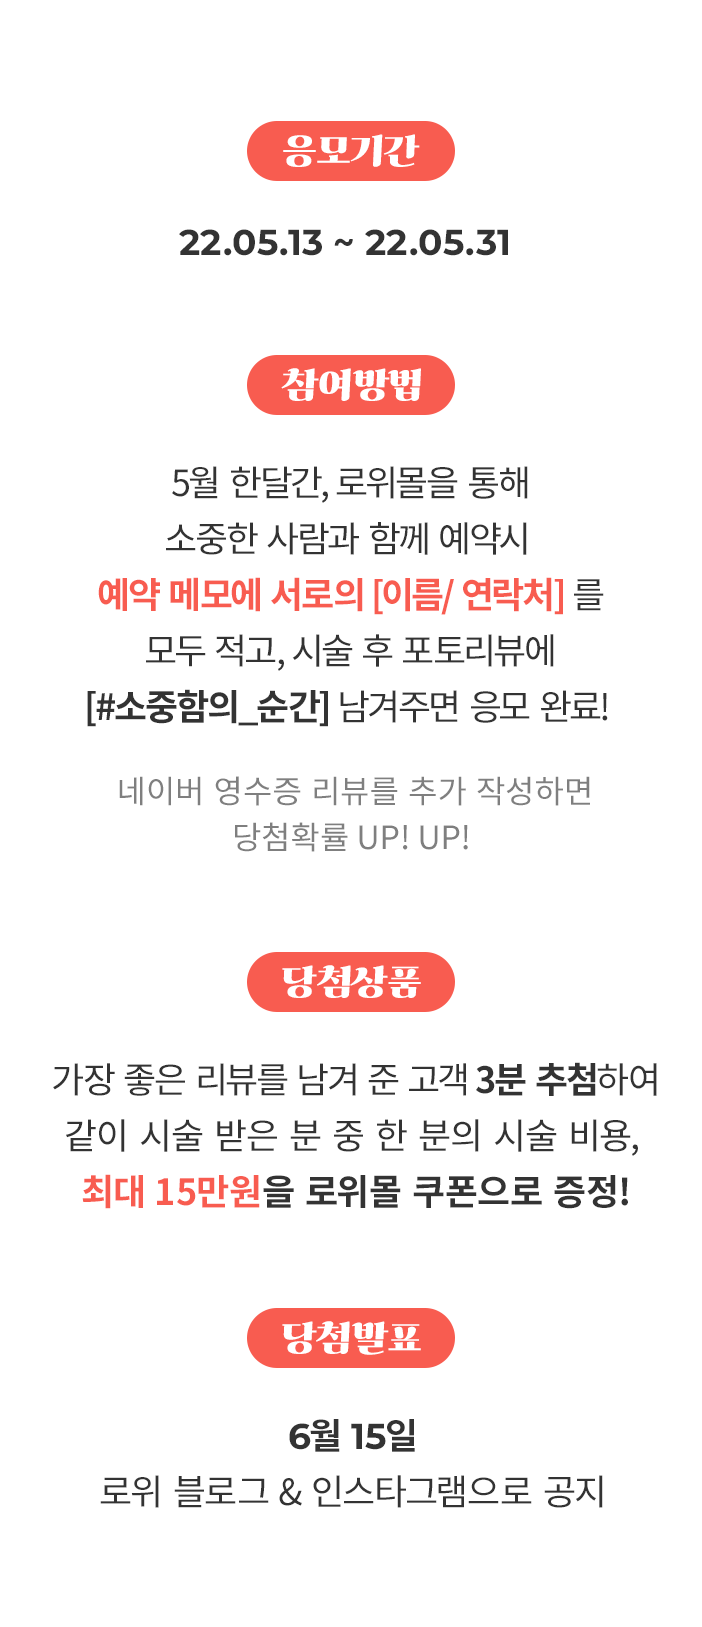 응모기간
22.05.13 ~ 22.05.31
참여방법
5월 한달간, 로위몰을 통해
소중한 사람과 함께 예약시
예약 메모에 서로의 [이름/ 연락처] 를
모두 적고, 시술 후 포토리뷰에
[#소중함의_순간] 남겨주면 응모 완료!
네이버 영수증 리뷰를 추가 작성하면
당첨확률 UP! UP!
당첨상품
가장 좋은 리뷰를 남겨 준 고객 3분 추첨하여
같이 시술 받은 분 중 한 분의 시술 비용,
최대 15만원을 로위몰 쿠폰으로 증정!
당첨발표
6월 15일
로위 블로그 & 인스타그램으로 공지